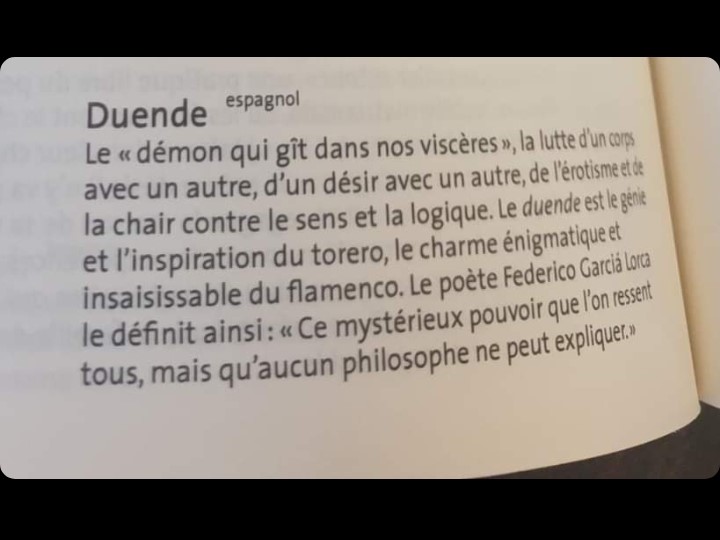 Duende espagnol
Le « démon qui gît dans nos viscères », la lutte d'un corps
avec un autre, d'un désir avec un autre, de l'érotisme et de
la chair contre le sens et la logique. Le duende est le génie
et l'inspiration du torero, le charme énigmatique et
insaisissable du flamenco. Le poète Federico Garciá Lorca
le définit ainsi : « Ce mystérieux pouvoir que l'on ressent
tous, mais qu'aucun philosophe ne peut expliquer. »